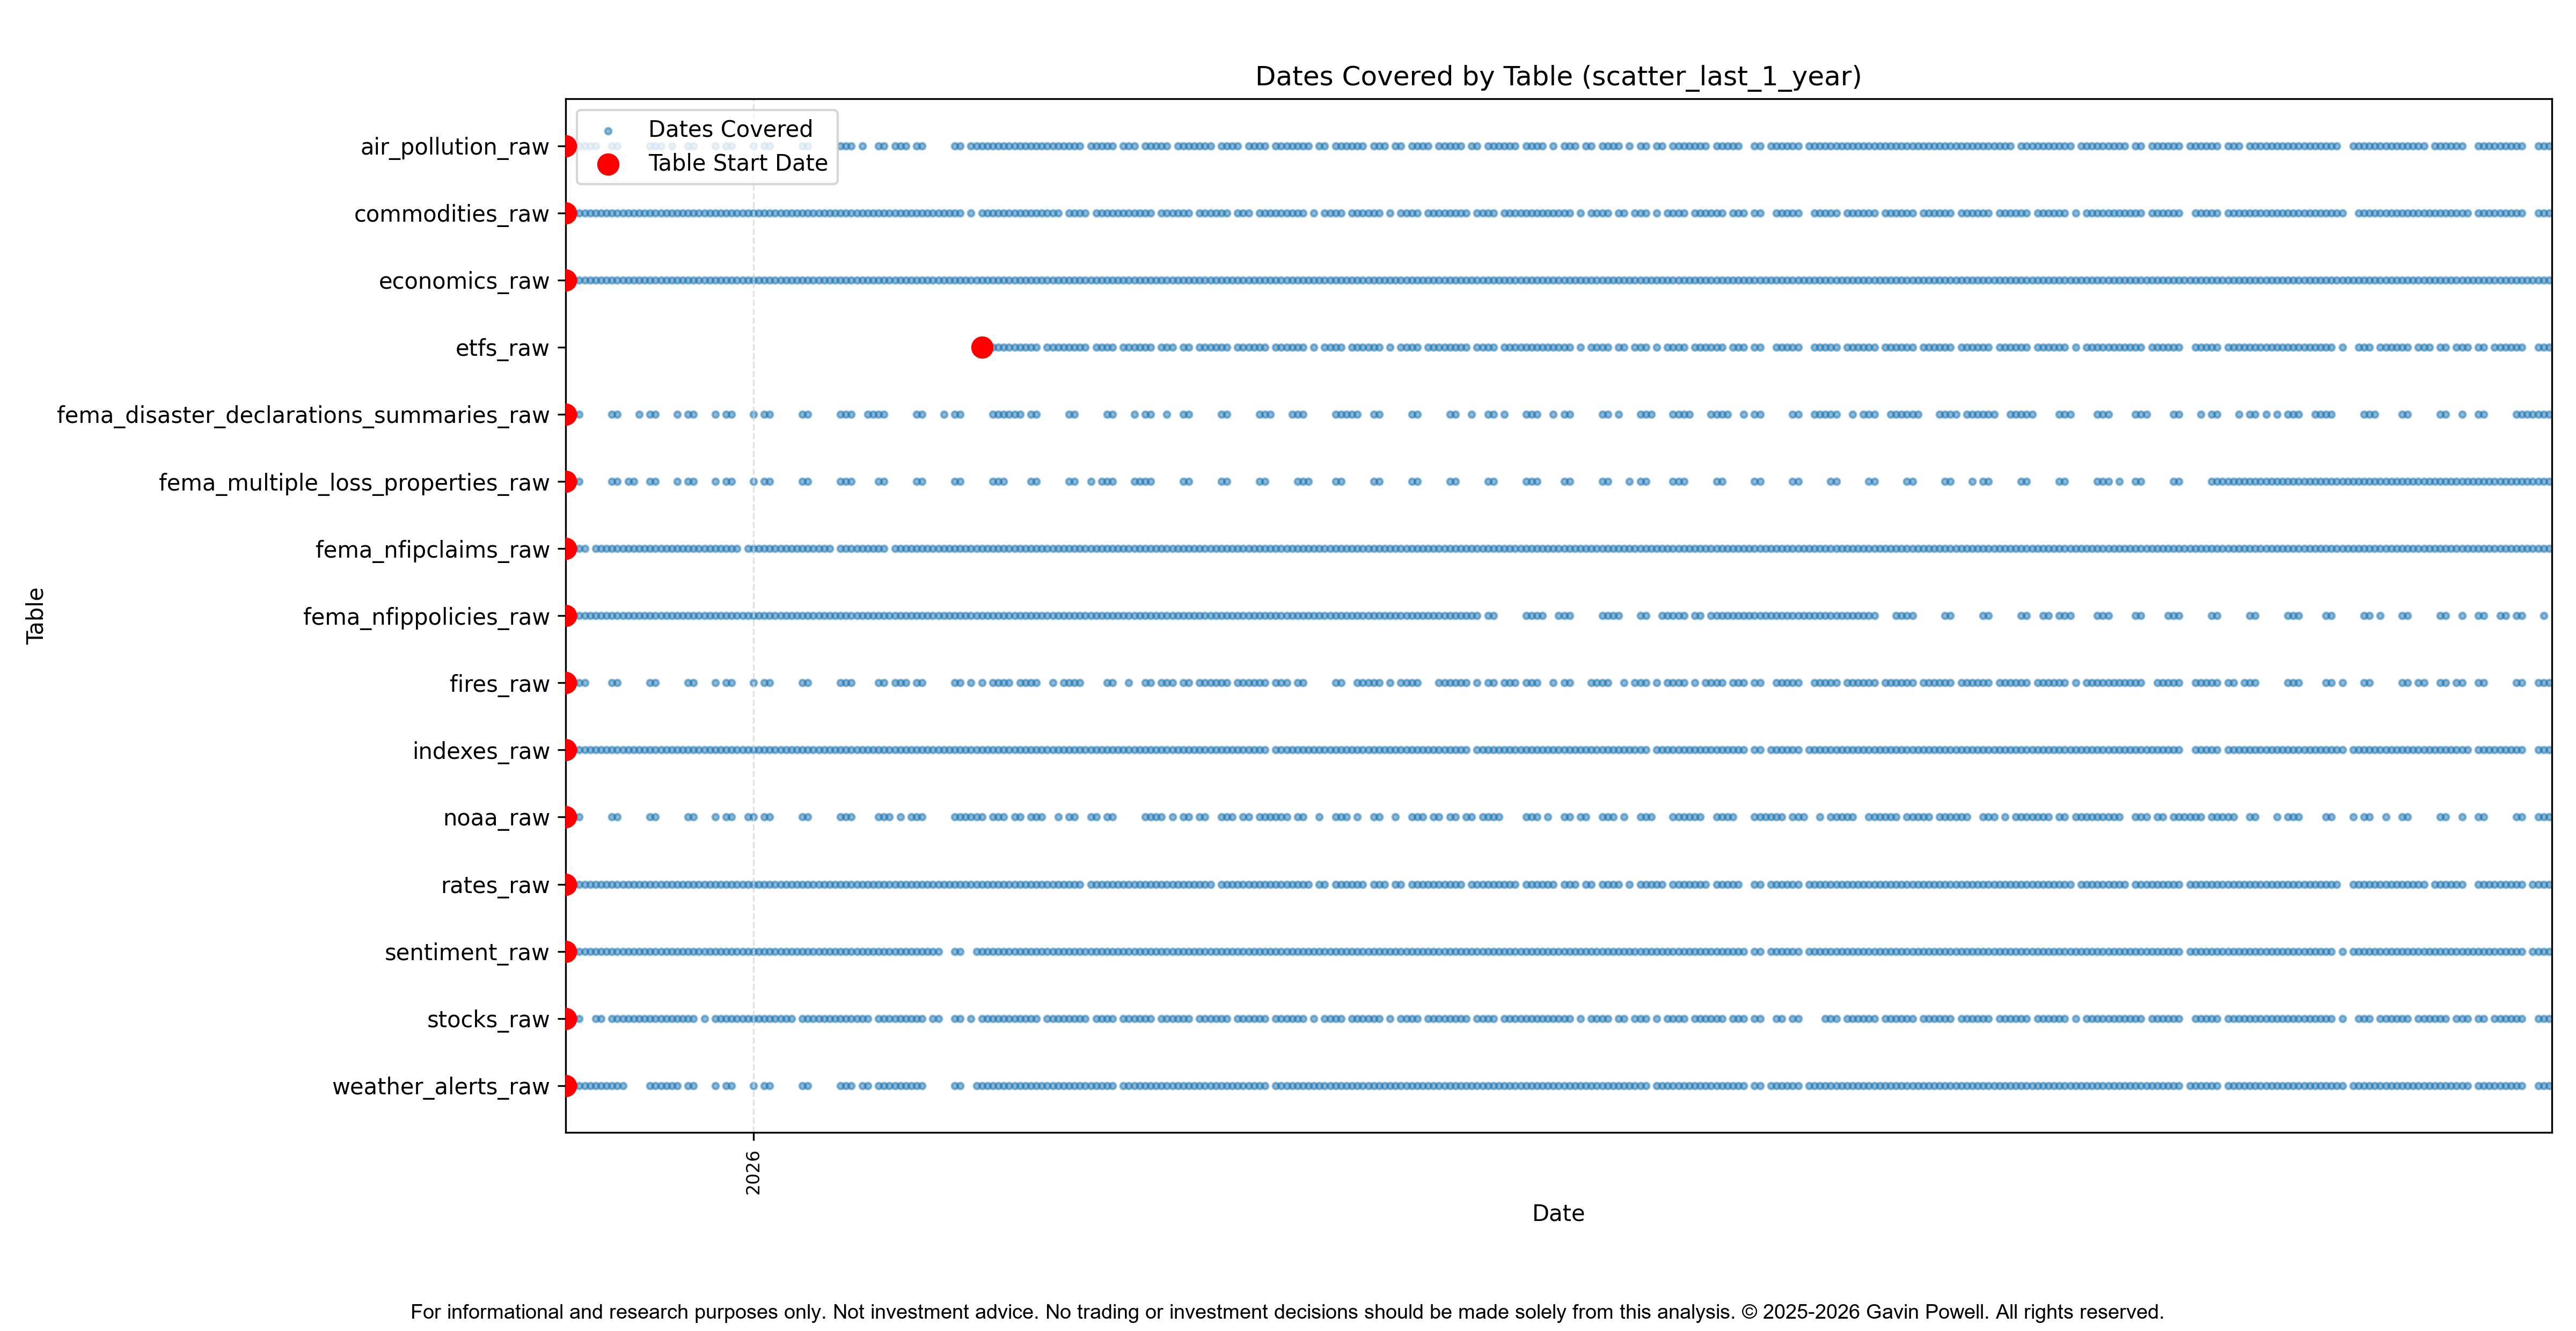 Dates Covered by Table (scatter_last_1_year)
Dates Covered
Table Start Date
air_pollution_raw
commodities_raw
economics_raw
etfs_raw
fema_disaster_declarations_summaries_raw
fema_multiple_loss_properties_raw
fema_nfipclaims_raw
fema_nfippolicies_raw
fires_raw
indexes_raw
noaa_raw
rates_raw
sentiment_raw
stocks_raw
weather_alerts_raw
Table
2026
Date
For informational and research purposes only. Not investment advice. No trading or investment decisions should be made solely from this analysis. © 2025-2026 Gavin Powell. All rights reserved.